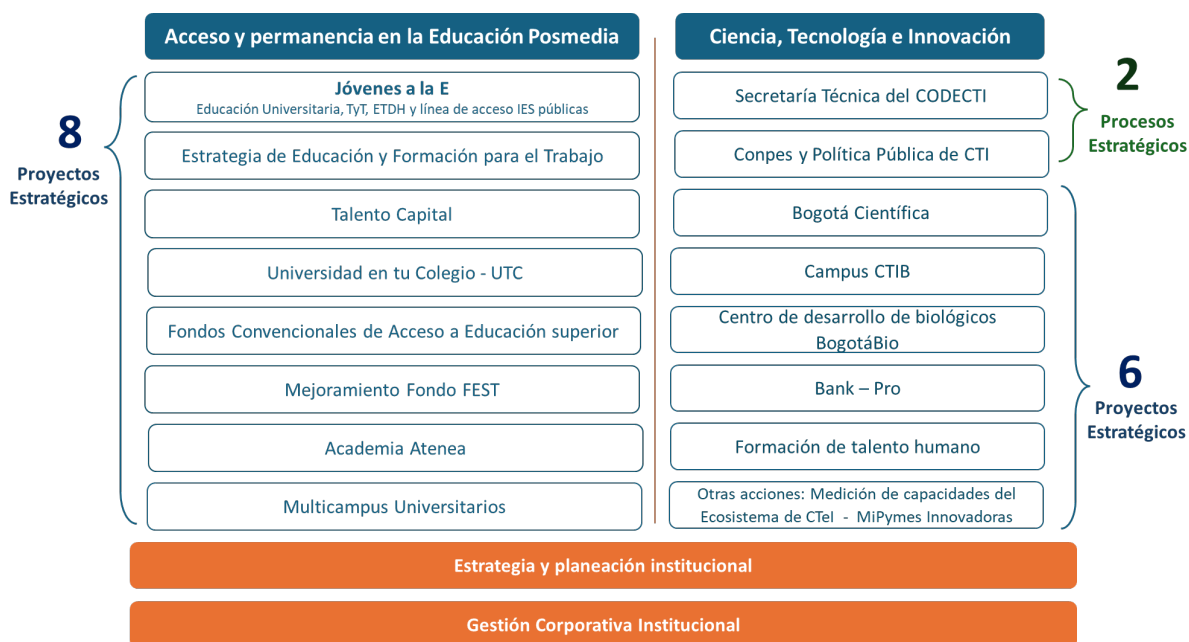 Acceso y permanencia en la Educación Posmedia
Jóvenes a la E
Educación Universitaria, TyT, ETDH y línea de acceso IES públicas
Estrategia de Educación y Formación para el Trabajo
Talento Capital
Universidad en tu Colegio - UTC
Fondos Convencionales de Acceso a Educación superior
Mejoramiento Fondo FEST
Academia Atenea
Multicampus Universitarios
8
Proyectos
Estratégicos
Ciencia, Tecnología e Innovación
Secretaría Técnica del CODECTI
Conpes y Política Pública de CTI
Bogotá Científica
Campus CTIB
Centro de desarrollo de biológicos
BogotáBio
Bank – Pro
Formación de talento humano
Otras acciones: Medición de capacidades del
Ecosistema de CTeI - MiPymes Innovadoras
2
Procesos
Estratégicos
6
Proyectos
Estratégicos
Estrategia y planeación institucional
Gestión Corporativa Institucional